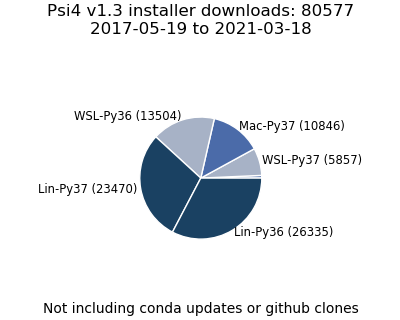 Psi4 v1.3 installer downloads: 80577
2017-05-19 to 2021-03-18
WSL-Py36 (13504)
Mac-Py37 (10846)
WSL-Py37 (5857)
Lin-Py37 (23470)
Lin-Py36 (26335)
Not including conda updates or github clones